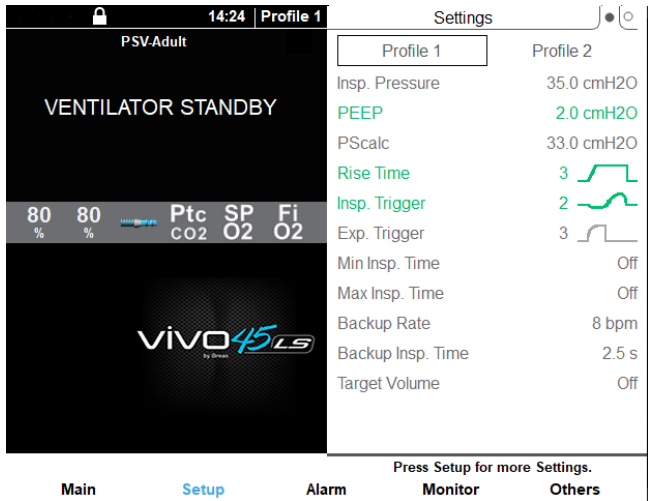 14:24 Profile 1
PSV-Adult
VENTILATOR STANDBY
80 80 Ptc SP Fi
% % CO2 O2 O2
vivo 45 LS
by Breas
Settings
Profile 1 Profile 2
Insp. Pressure 35.0 cmH2O
PEEP 2.0 cmH2O
PScalc 33.0 cmH2O
Rise Time 3
Insp. Trigger 2
Exp. Trigger 3
Min Insp. Time Off
Max Insp. Time Off
Backup Rate 8 bpm
Backup Insp. Time 2.5 s
Target Volume Off
Press Setup for more Settings.
Main Setup Alarm Monitor Others